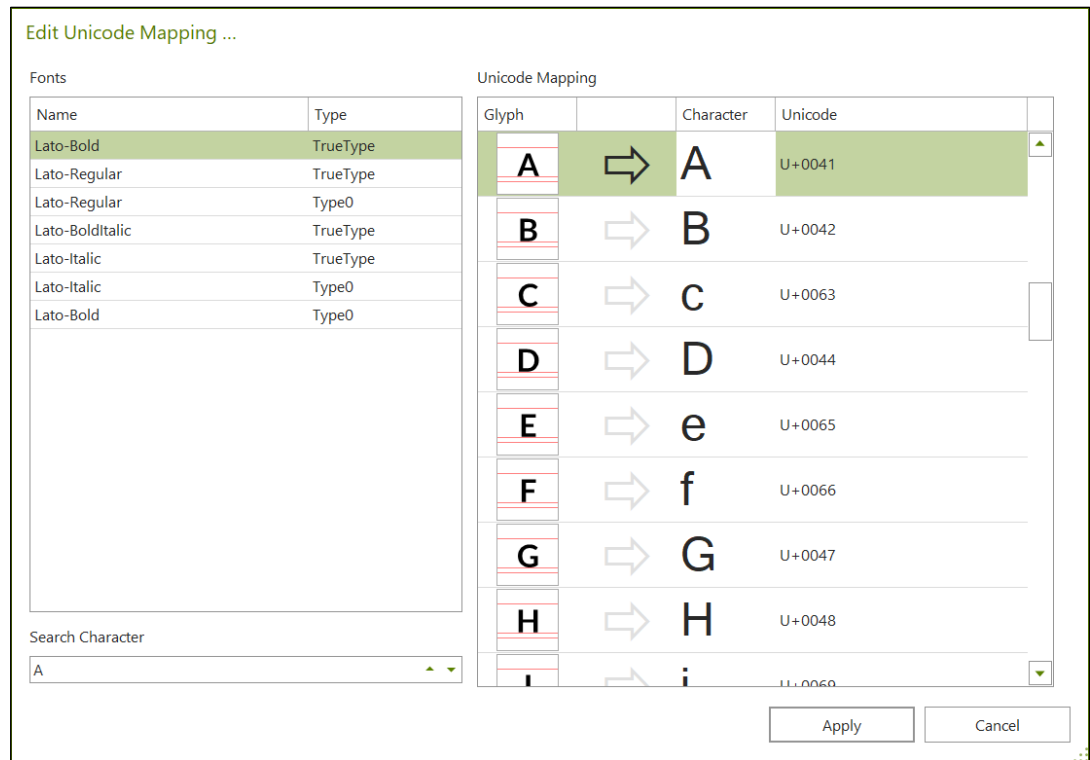 Edit Unicode Mapping ...
Fonts
Name Type
Lato-Bold TrueType
Lato-Regular TrueType
Lato-Regular Type0
Lato-BoldItalic TrueType
Lato-Italic TrueType
Lato-Italic Type0
Lato-Bold Type0
Search Character
A
Unicode Mapping
Glyph Character Unicode
A A U+0041
B B U+0042
C c U+0063
D D U+0044
E e U+0065
F f U+0066
G G U+0047
H H U+0048
I i U+0069
Apply Cancel